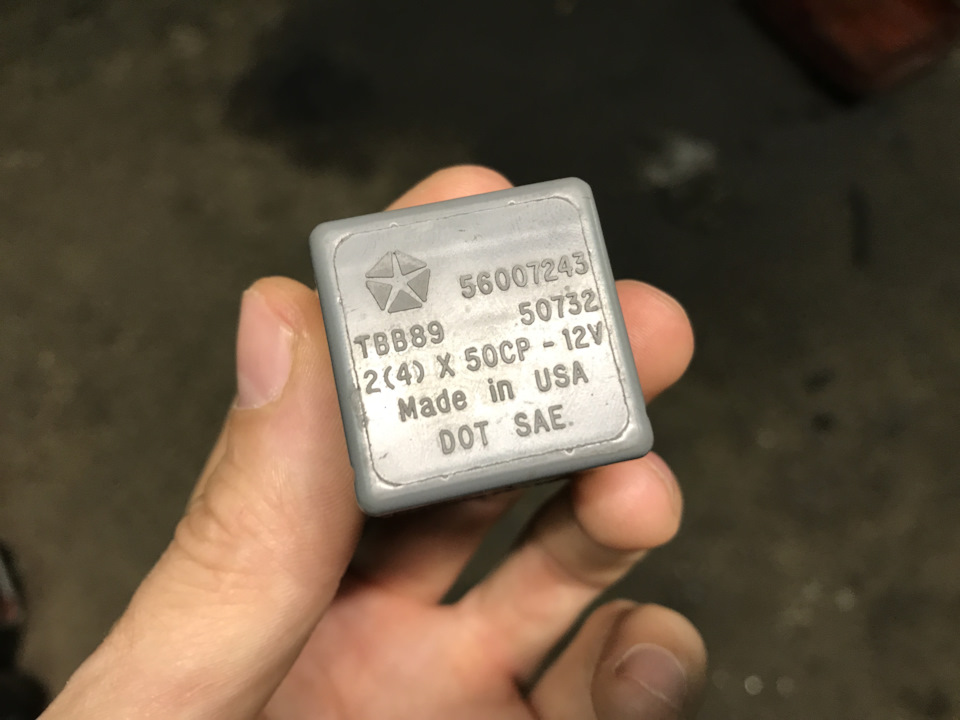 56007243
50732
TBB89
2(4) X 50CP - 12V
Made in USA
DOT SAE